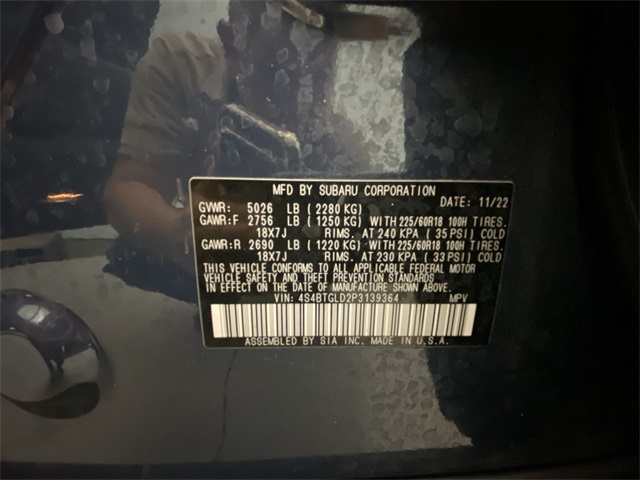 MFD BY SUBARU CORPORATION
DATE: 11/22
GVWR: 5026 LB ( 2280 KG)
GAWR:F 2756 LB ( 1250 KG) WITH 225/60R18 100H TIRES.
18X7J RIMS. AT 240 KPA ( 35 PSI) COLD
GAWR:R 2690 LB ( 1220 KG) WITH 225/60R18 100H TIRES.
18X7J RIMS. AT 230 KPA ( 33 PSI) COLD
THIS VEHICLE CONFORMS TO ALL APPLICABLE FEDERAL MOTOR
VEHICLE SAFETY AND THEFT PREVENTION STANDARDS
IN EFFECT ON THE DATE OF MANUFACTURE SHOWN ABOVE.
VIN: 4S4BTGLD2P3139364 MPV
ASSEMBLED BY SIA INC. MADE IN U.S.A.